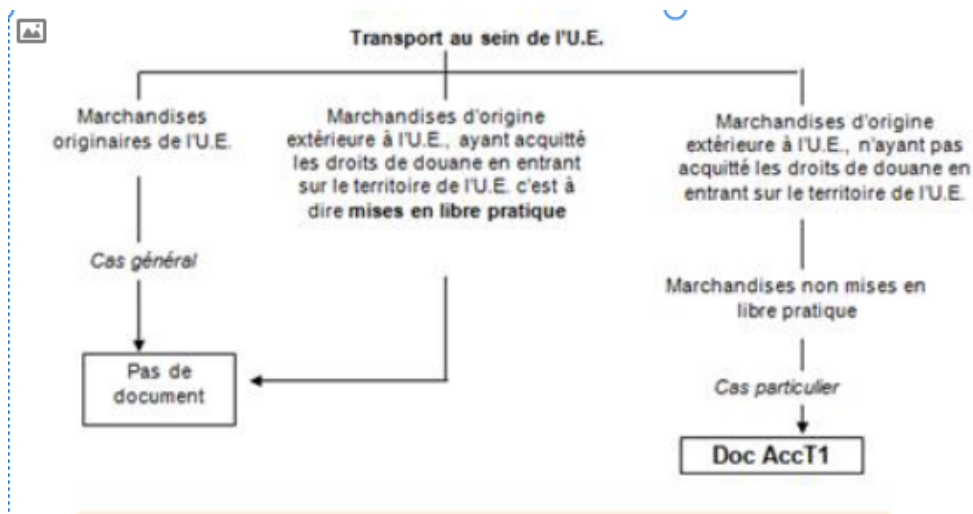 Transport au sein de l'U.E.
Marchandises
originaires de l'U.E.
Cas général
Pas de
document
Marchandises d'origine
extérieure à l'U.E., ayant acquitté
les droits de douane en entrant
sur le territoire de l'U.E. c'est à
dire mises en libre pratique
Marchandises d'origine
extérieure à l'U.E., n'ayant pas
acquitté les droits de douane en
entrant sur le territoire de l'U.E.
Marchandises non mises en
libre pratique
Cas particulier
Doc AccT1